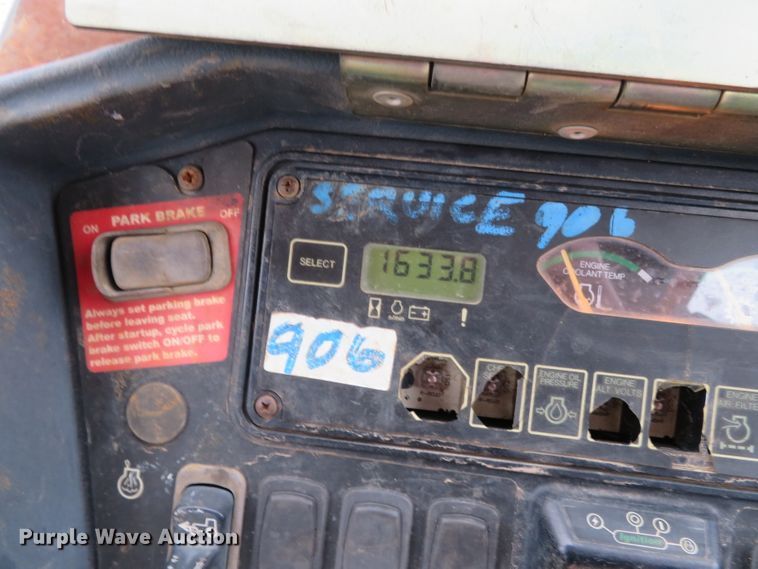 SERVICE 906
ON PARK BRAKE OFF
SELECT
1633.8
ENGINE
COOLANT TEMP
Always set parking brake
before leaving seat.
After startup, cycle park
brake switch ON/OFF to
release park brake.
906
ENGINE OIL
PRESSURE
ENGINE
ALT. VOLTS
ENGINE
AIR FILTER
Ignition
Purple Wave Auction